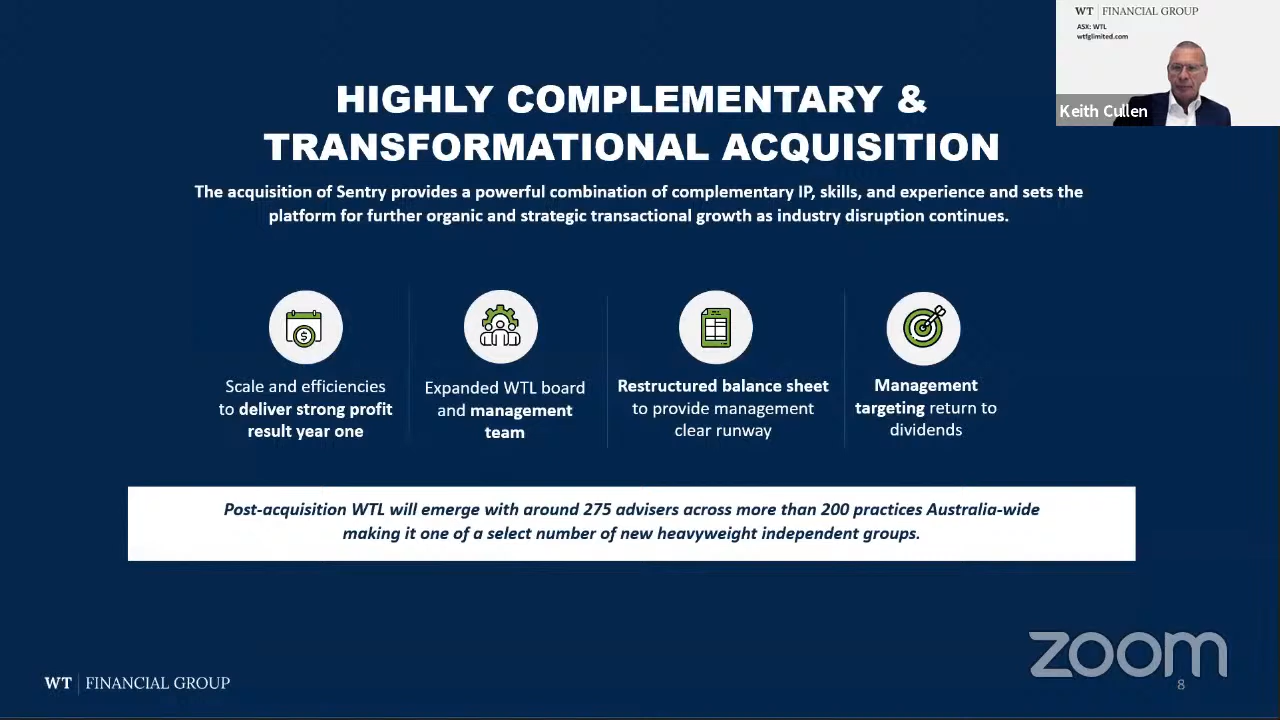 WT FINANCIAL GROUP
ASX: WTL
wtfglimited.com
Keith Cullen
HIGHLY COMPLEMENTARY &
TRANSFORMATIONAL ACQUISITION
The acquisition of Sentry provides a powerful combination of complementary IP, skills, and experience and sets the
platform for further organic and strategic transactional growth as industry disruption continues.
Scale and efficiencies
to deliver strong profit
result year one
Expanded WTL board
and management
team
Restructured balance sheet
to provide management
clear runway
Management
targeting return to
dividends
Post-acquisition WTL will emerge with around 275 advisers across more than 200 practices Australia-wide
making it one of a select number of new heavyweight independent groups.
WT FINANCIAL GROUP
zoom
8